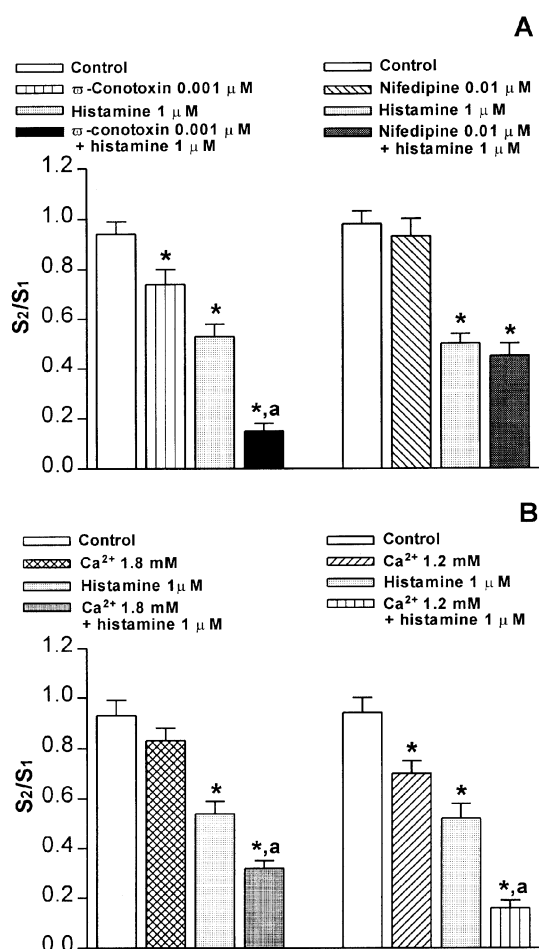 A
Control
ϖ-Conotoxin 0.001 μM
Histamine 1 μM
ϖ-conotoxin 0.001 μM
+ histamine 1 μM
Control
Nifedipine 0.01 μM
Histamine 1 μM
Nifedipine 0.01 μM
+ histamine 1 μM
S2/S1
1.2
1.0
0.8
0.6
0.4
0.2
0.0
*
*
*,a
*
*
B
Control
Ca²⁺ 1.8 mM
Histamine 1μM
Ca²⁺ 1.8 mM
+ histamine 1 μM
Control
Ca²⁺ 1.2 mM
Histamine 1 μM
Ca²⁺ 1.2 mM
+ histamine 1 μM
S2/S1
1.2
1.0
0.8
0.6
0.4
0.2
0.0
*
*,a
*
*
*,a